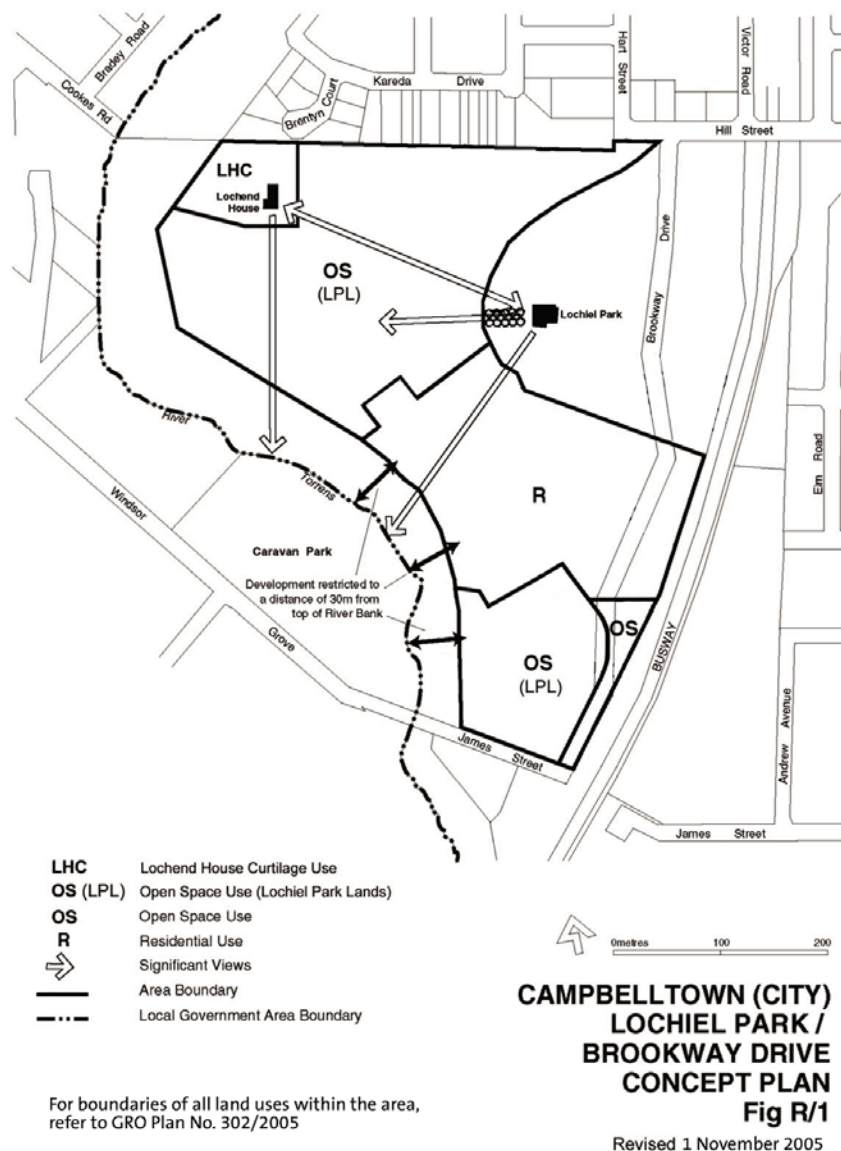 Bradey Road
Cookes Rd
Brentyn Court
Kareda Drive
Hart Street
Victor Road
Hill Street
LHC
Lochend
House
OS
(LPL)
Lochiel Park
Brookway Drive
River Torrens
Windsor Grove
Elm Road
R
Caravan Park
Development restricted to
a distance of 30m from
top of River Bank
OS
OS
(LPL)
BUSWAY
Andrew Avenue
James Street
James Street
LHC Lochend House Curtilage Use
OS (LPL) Open Space Use (Lochiel Park Lands)
OS Open Space Use
R Residential Use
Significant Views
Area Boundary
Local Government Area Boundary
0metres 100 200
CAMPBELLTOWN (CITY)
LOCHIEL PARK /
BROOKWAY DRIVE
CONCEPT PLAN
Fig R/1
Revised 1 November 2005
For boundaries of all land uses within the area,
refer to GRO Plan No. 302/2005